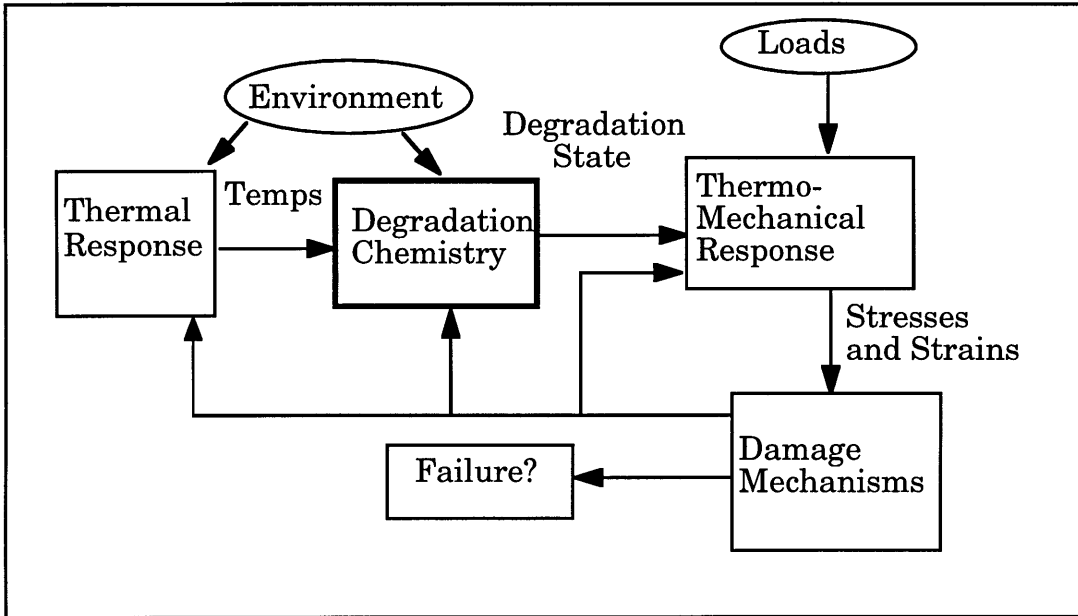 Loads
Environment
Degradation
State
Temps
Thermal
Response
Degradation
Chemistry
Thermo-
Mechanical
Response
Stresses
and Strains
Damage
Mechanisms
Failure?